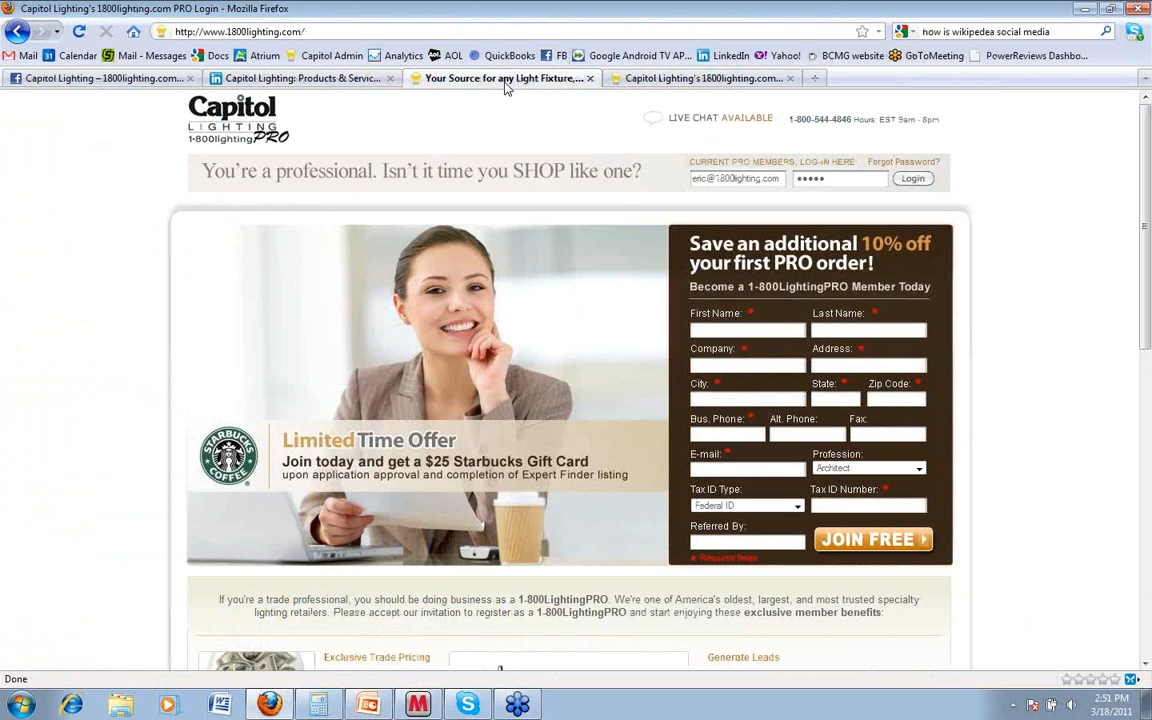 Capitol Lighting's 1800lighting.com PRO Login - Mozilla Firefox
http://www.1800lighting.com/
how is wikipedea social media
Mail Calendar Mail - Messages Docs Atrium Capitol Admin Analytics AOL QuickBooks FB Google Android TV AP... LinkedIn Yahoo! BCMG website GoToMeeting PowerReviews Dashbo...
Capitol Lighting – 1800lighting.com... Capitol Lighting: Products & Servic... Your Source for any Light Fixture,... Capitol Lighting's 1800lighting.com...
Capitol
LIGHTING
1-800lighting PRO
LIVE CHAT AVAILABLE 1-800-544-4846 Hours: EST 9am - 8pm
You're a professional. Isn't it time you SHOP like one?
CURRENT PRO MEMBERS, LOG-IN HERE Forgot Password?
eric@1800lighting.com ••••• Login
Save an additional 10% off
your first PRO order!
Become a 1-800LightingPRO Member Today
First Name: * Last Name: *
Company: * Address: *
City: * State: * Zip Code: *
Bus. Phone: * Alt. Phone: Fax:
E-mail: * Profession:
Architect
Tax ID Type: Tax ID Number: *
Federal ID
Referred By:
JOIN FREE
* Required Items
STARBUCKS
COFFEE
Limited Time Offer
Join today and get a $25 Starbucks Gift Card
upon application approval and completion of Expert Finder listing
If you're a trade professional, you should be doing business as a 1-800LightingPRO. We're one of America's oldest, largest, and most trusted specialty
lighting retailers. Please accept our invitation to register as a 1-800LightingPRO and start enjoying these exclusive member benefits:
Exclusive Trade Pricing Generate Leads
Done
2:51 PM
3/18/2011